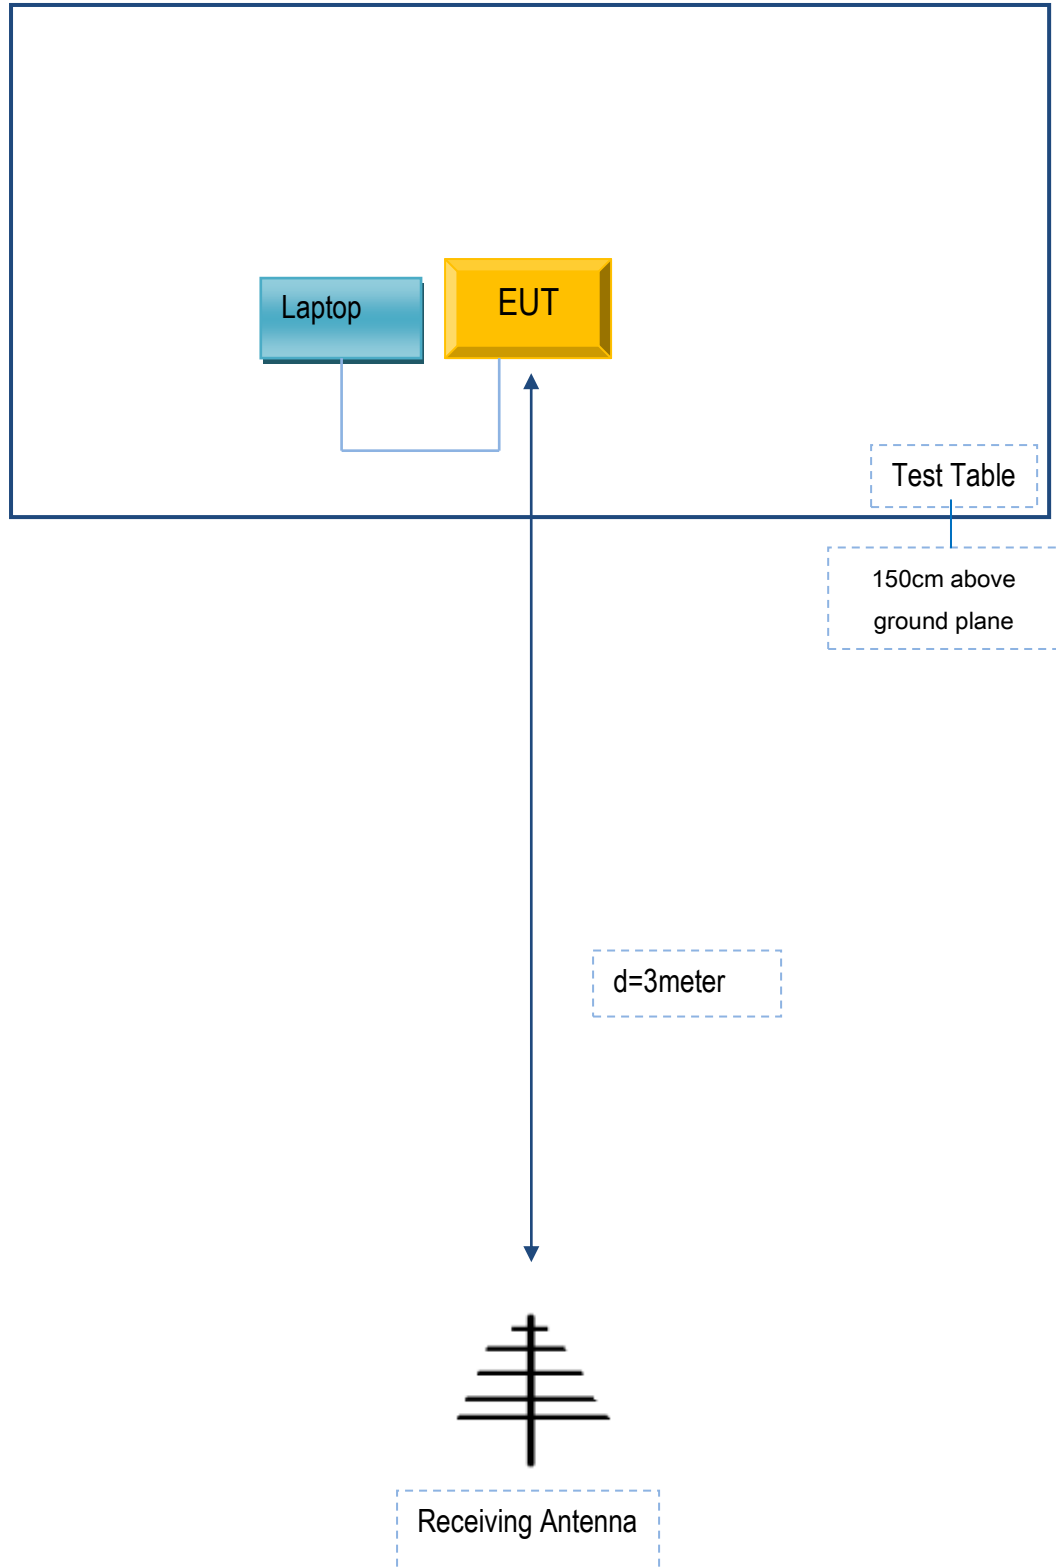 Laptop
EUT
Test Table
150cm above
ground plane
d=3meter
Receiving Antenna